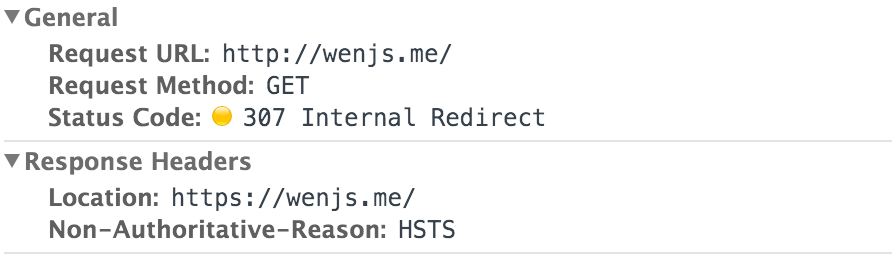 General
Request URL: http://wenjs.me/
Request Method: GET
Status Code: 307 Internal Redirect
Response Headers
Location: https://wenjs.me/
Non-Authoritative-Reason: HSTS